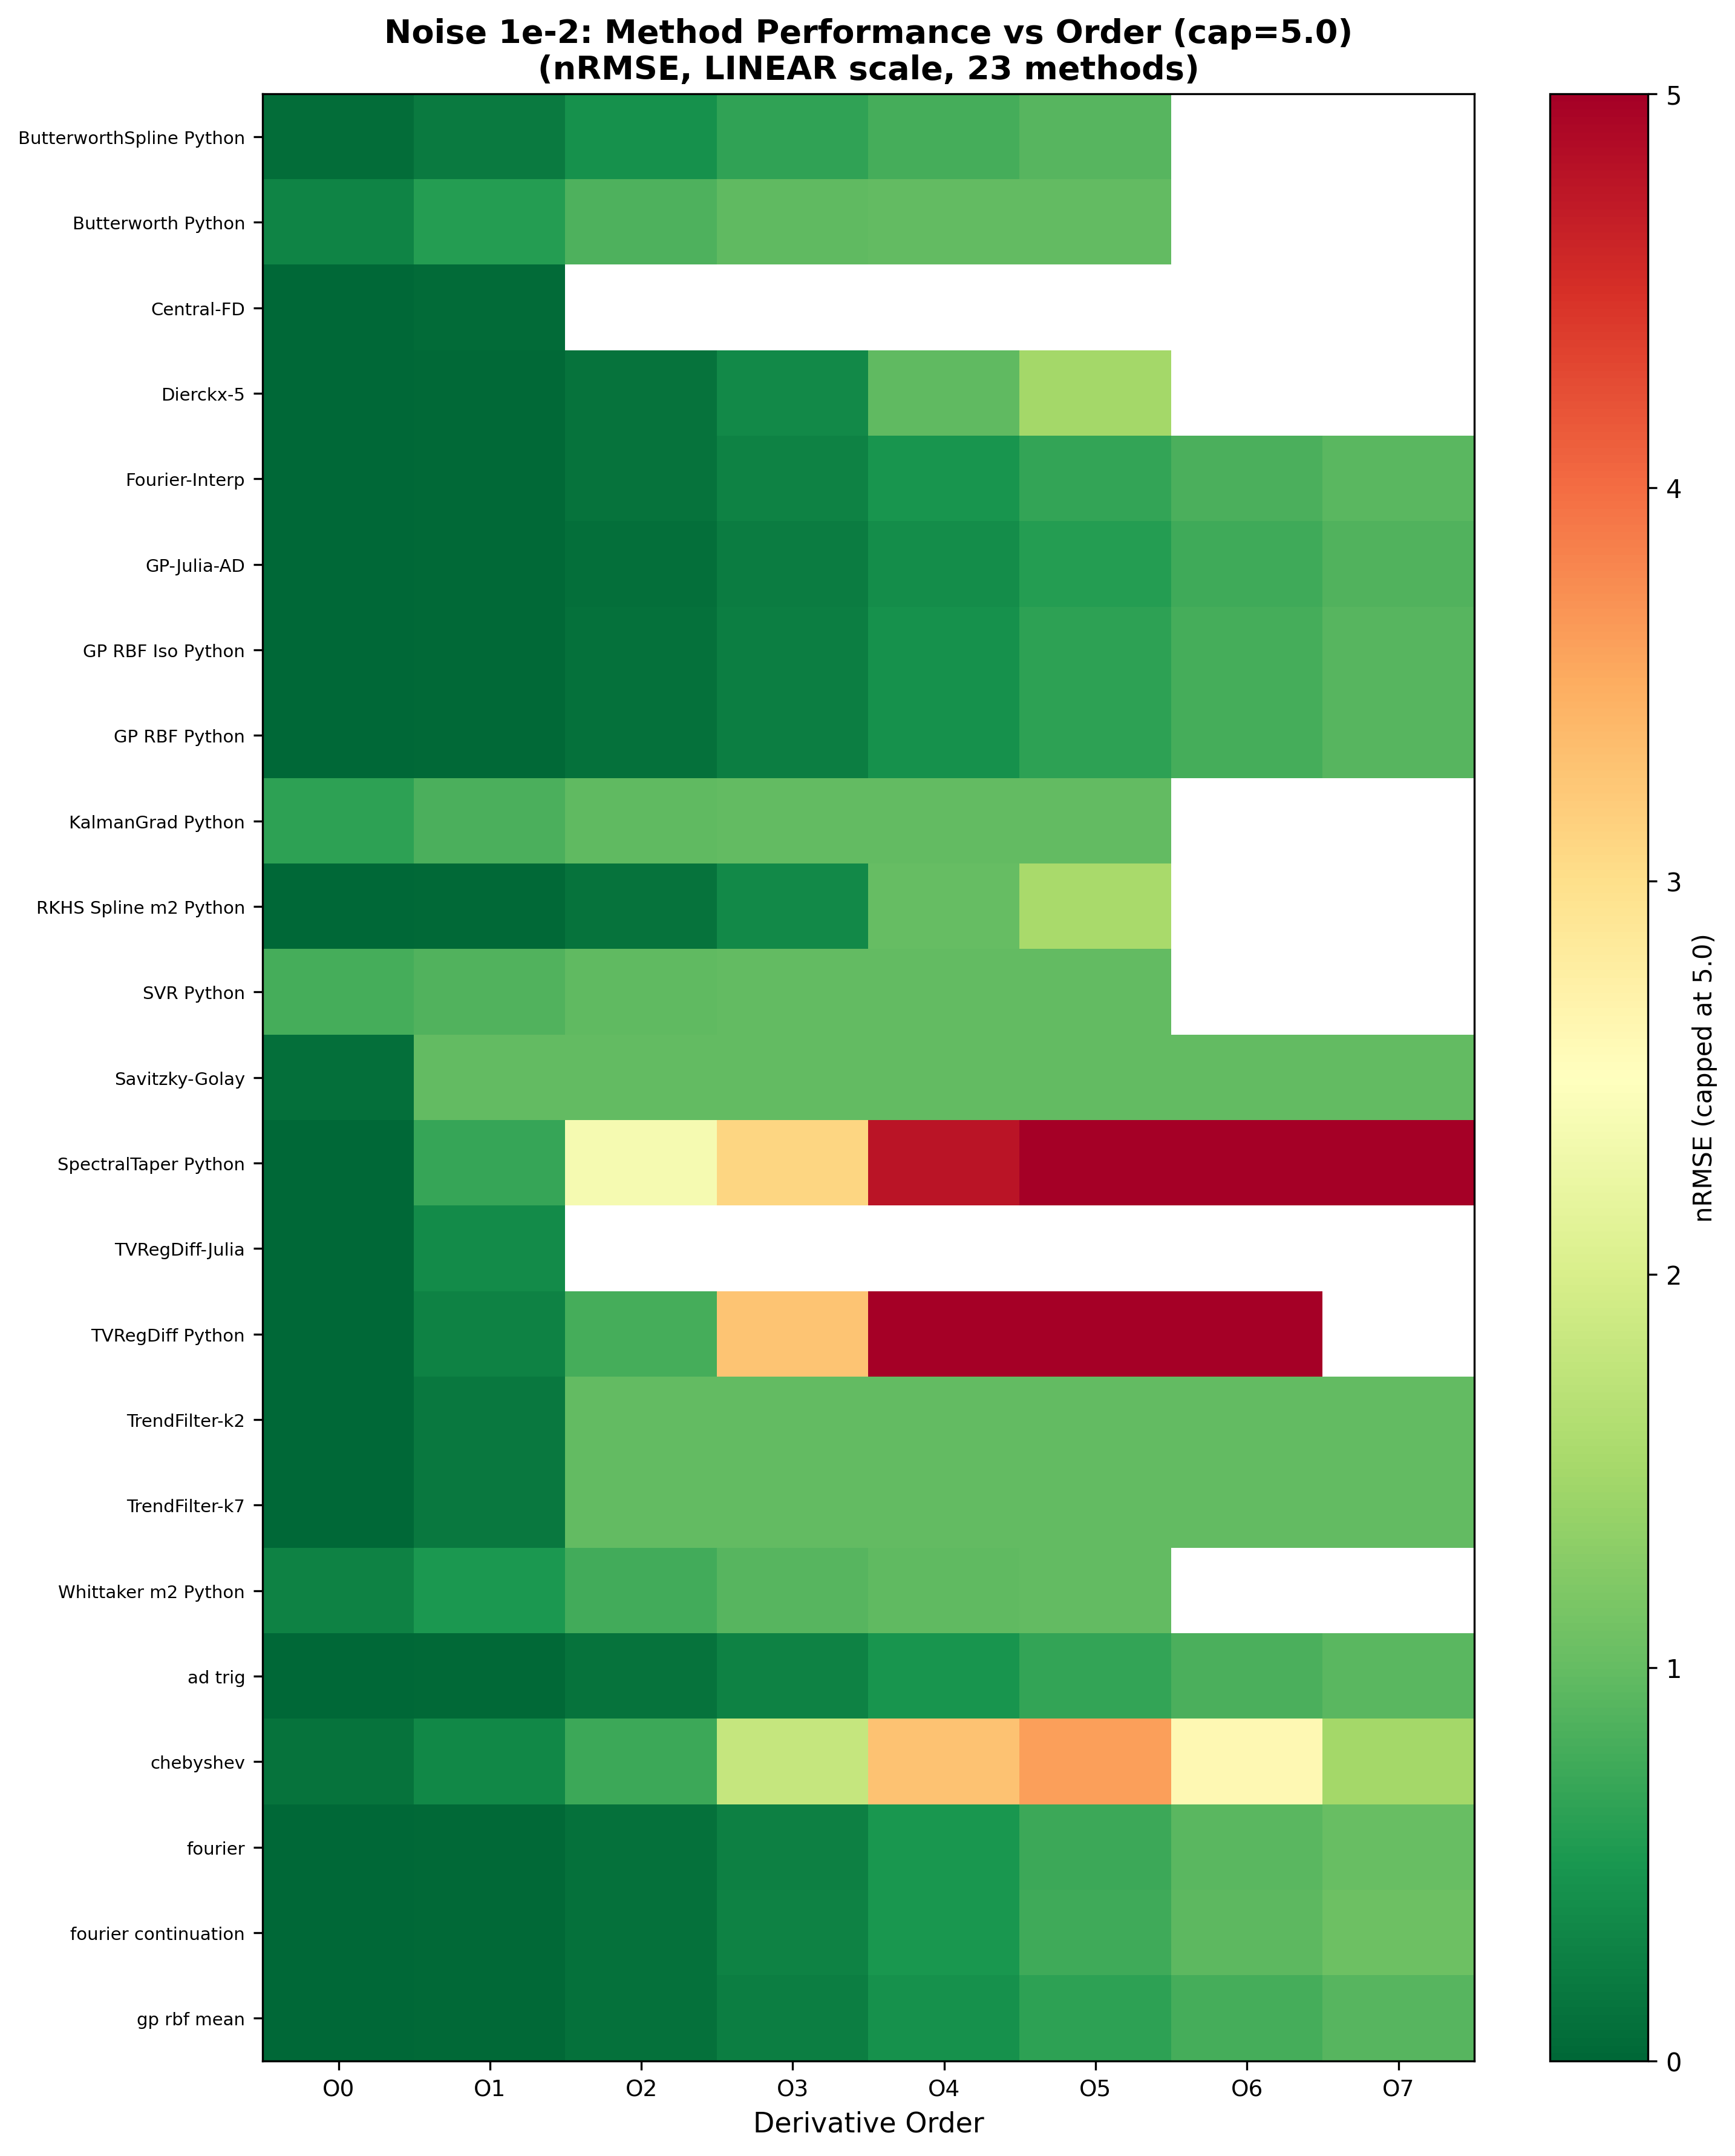 Noise 1e-2: Method Performance vs Order (cap=5.0)
(nRMSE, LINEAR scale, 23 methods)
ButterworthSpline Python
Butterworth Python
Central-FD
Dierckx-5
Fourier-Interp
GP-Julia-AD
GP RBF Iso Python
GP RBF Python
KalmanGrad Python
RKHS Spline m2 Python
SVR Python
Savitzky-Golay
SpectralTaper Python
TVRegDiff-Julia
TVRegDiff Python
TrendFilter-k2
TrendFilter-k7
Whittaker m2 Python
ad trig
chebyshev
fourier
fourier continuation
gp rbf mean
O0 O1 O2 O3 O4 O5 O6 O7
Derivative Order
5
4
3
2
1
0
nRMSE (capped at 5.0)